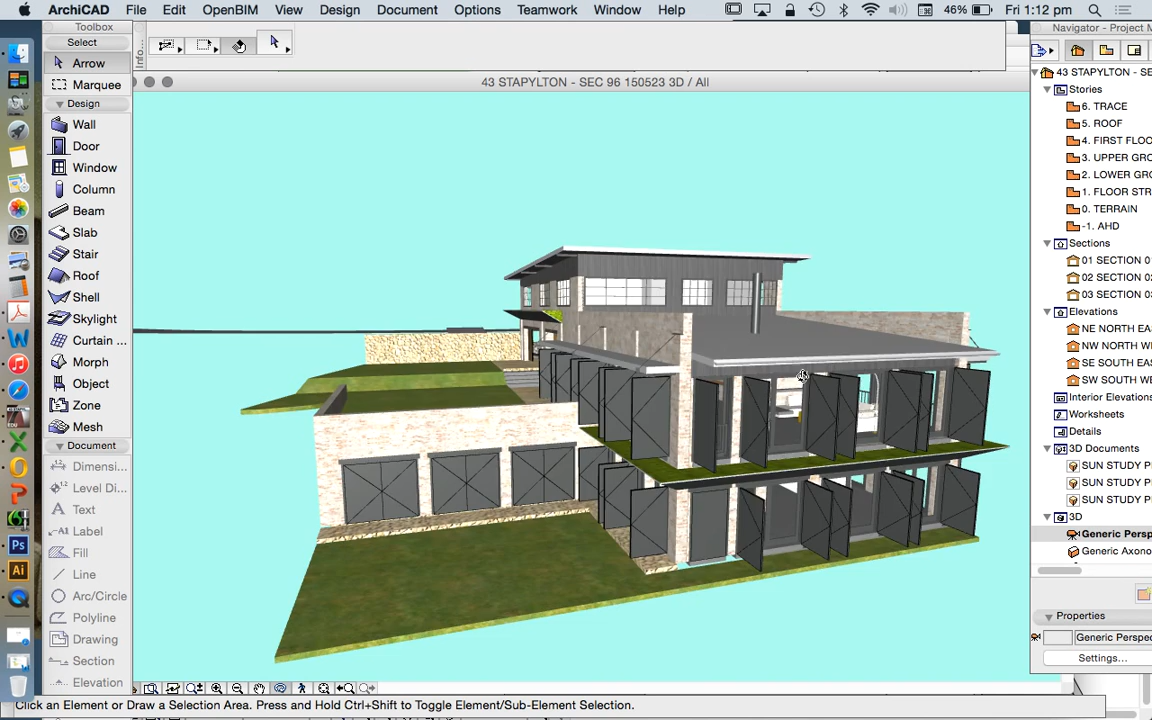 ArchiCAD File Edit OpenBIM View Design Document Options Teamwork Window Help 46% Fri 1:12 pm
Toolbox
Navigator - Project M
Select
Arrow
Marquee
Design
Wall
Door
Window
Column
Beam
Slab
Stair
Roof
Shell
Skylight
Curtain ...
Morph
Object
Zone
Mesh
Document
Dimensi...
Level Di...
Text
Label
Fill
Line
Arc/Circle
Polyline
Drawing
Section
Elevation
43 STAPYLTON - SEC 96 150523 3D / All
43 STAPYLTON - SE
Stories
6. TRACE
5. ROOF
4. FIRST FLOO
3. UPPER GRO
2. LOWER GRO
1. FLOOR STR
0. TERRAIN
-1. AHD
Sections
01 SECTION 0
02 SECTION 02
03 SECTION 03
Elevations
NE NORTH EAS
NW NORTH W
SE SOUTH EAS
SW SOUTH WE
Interior Elevations
Worksheets
Details
3D Documents
SUN STUDY P
SUN STUDY P
SUN STUDY P
3D
Generic Persp
Generic Axono
Properties
Generic Perspe
Settings...
Click an Element or Draw a Selection Area. Press and Hold Ctrl+Shift to Toggle Element/Sub-Element Selection.